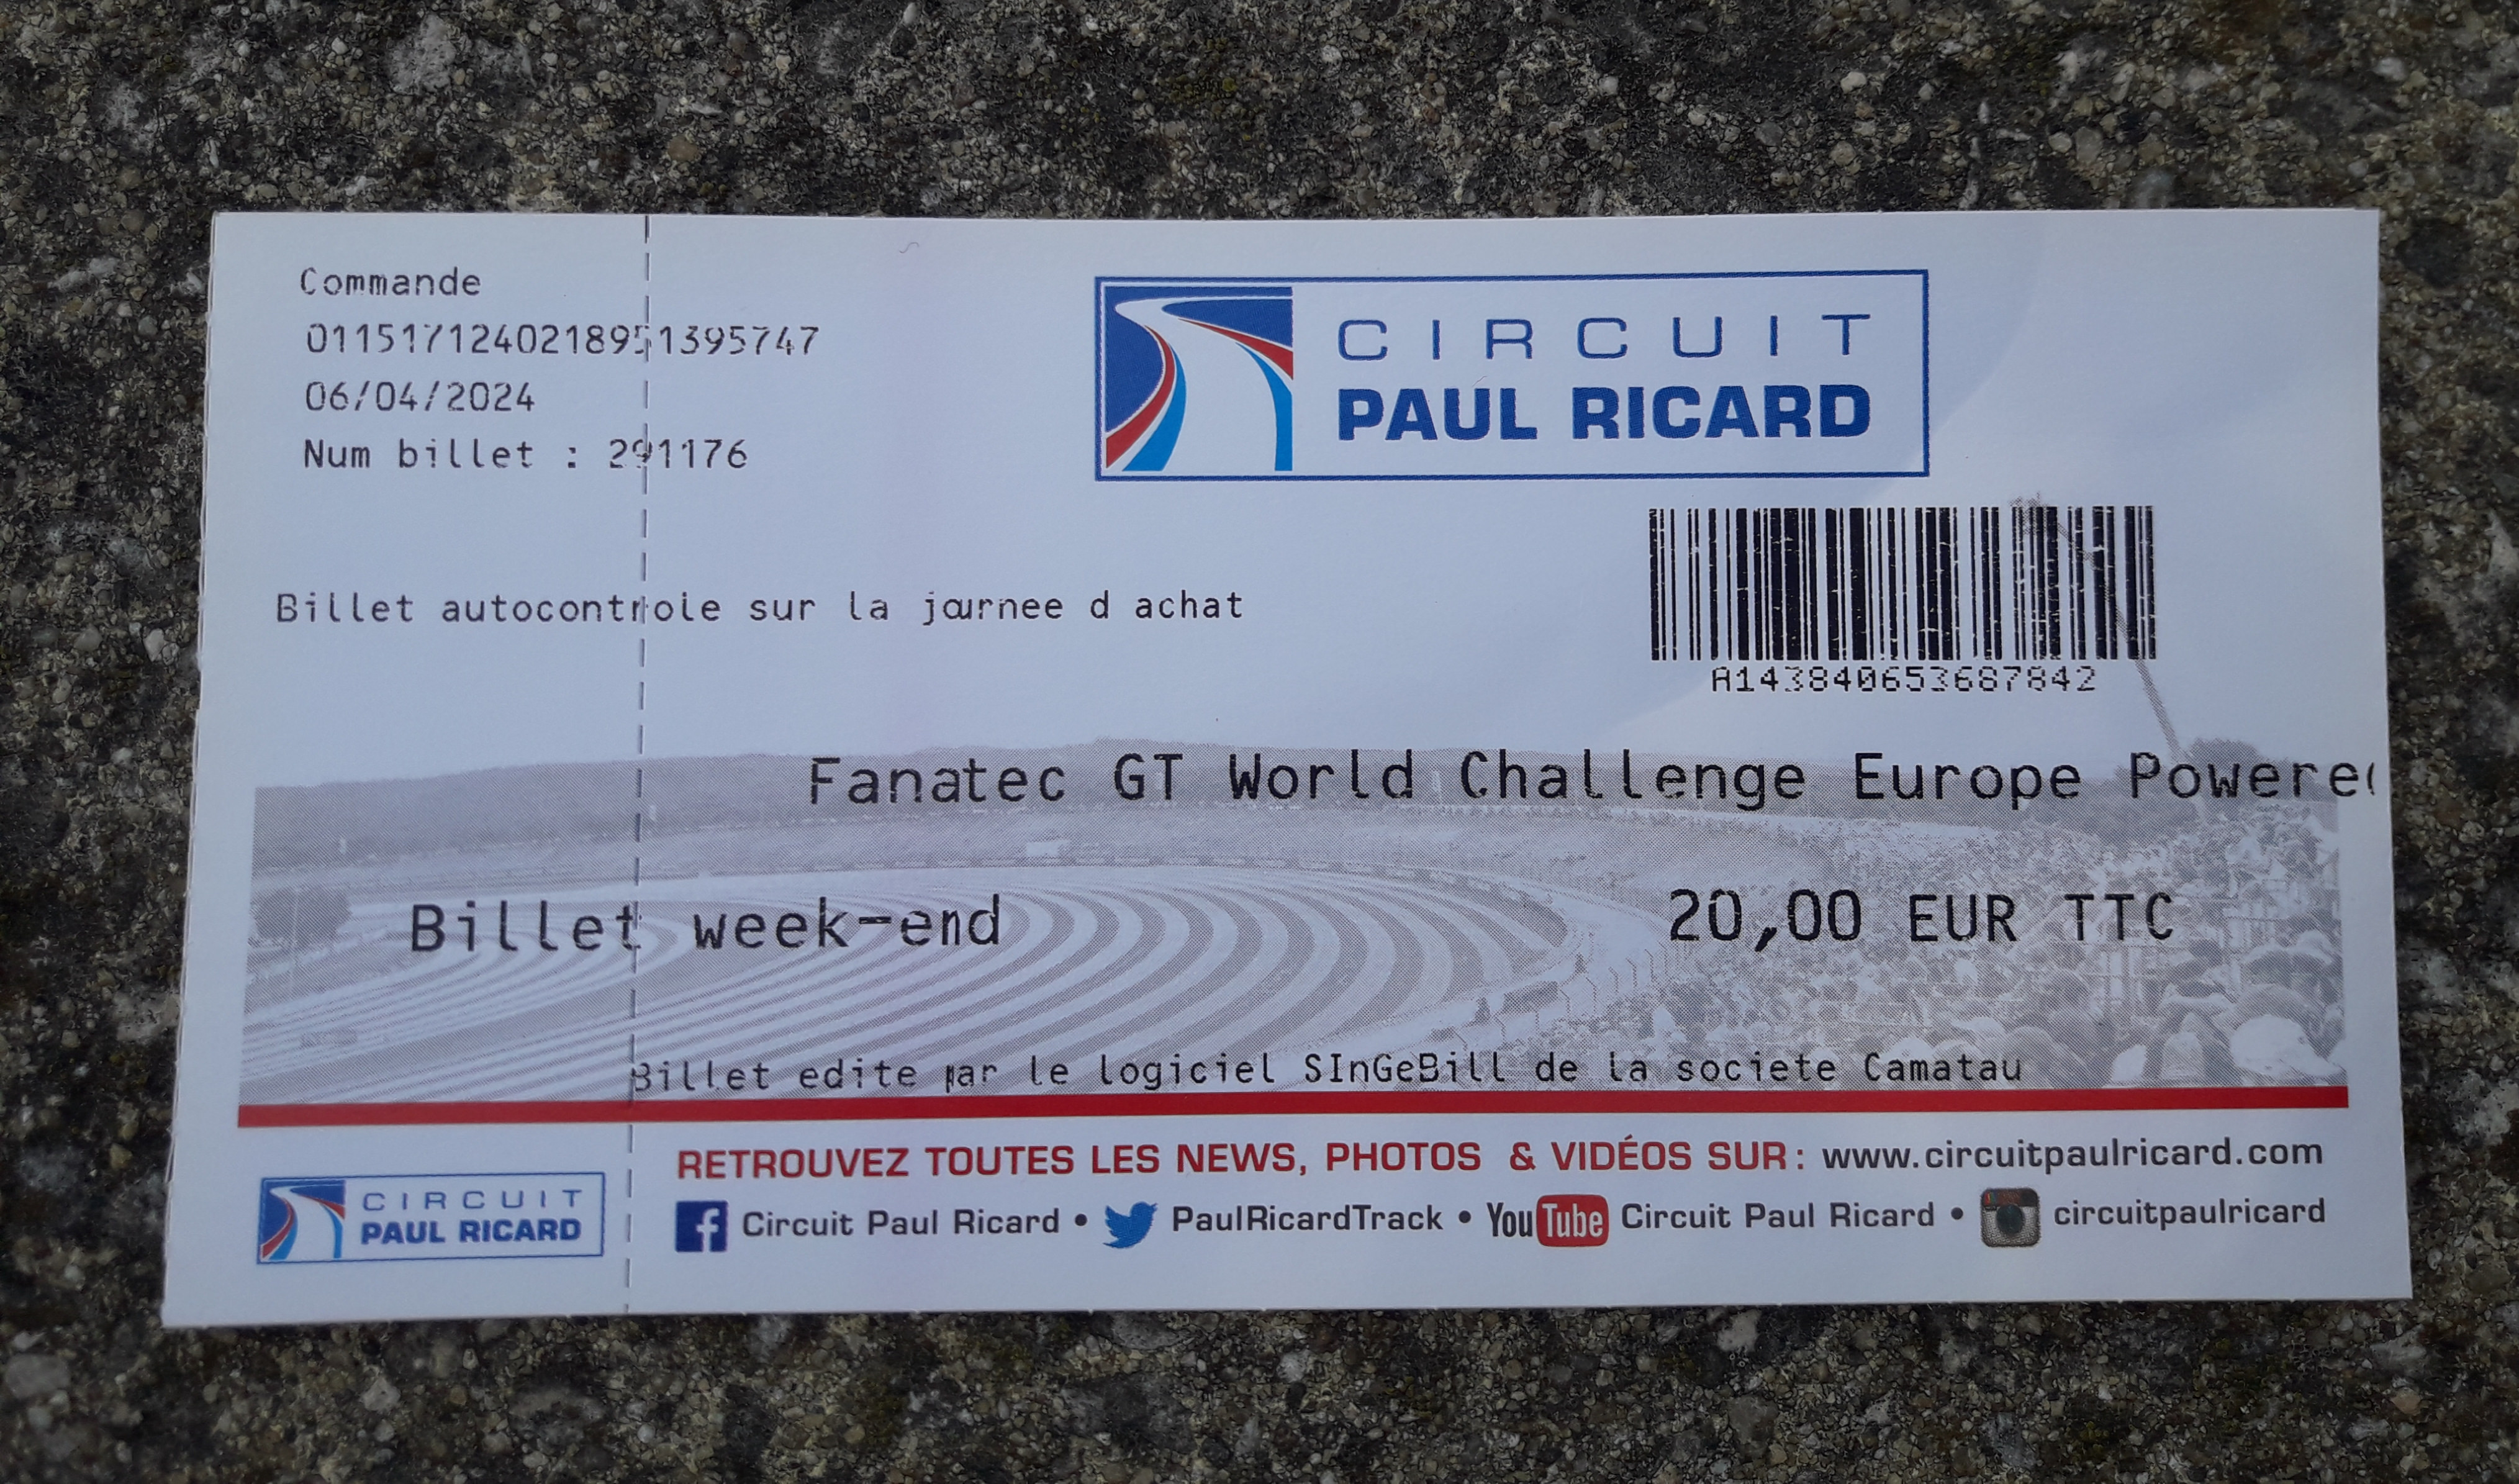 Commande
0115171240218951395747
06/04/2024
Num billet : 291176
CIRCUIT
PAUL RICARD
Billet autocontrole sur la journee d achat
A143840653687842
Fanatec GT World Challenge Europe Powered
Billet week-end
20,00 EUR TTC
Billet edite par le logiciel SInGeBill de la societe Camatau
RETROUVEZ TOUTES LES NEWS, PHOTOS & VIDÉOS SUR : www.circuitpaulricard.com
CIRCUIT
PAUL RICARD
f Circuit Paul Ricard • PaulRicardTrack • YouTube Circuit Paul Ricard • circuitpaulricard